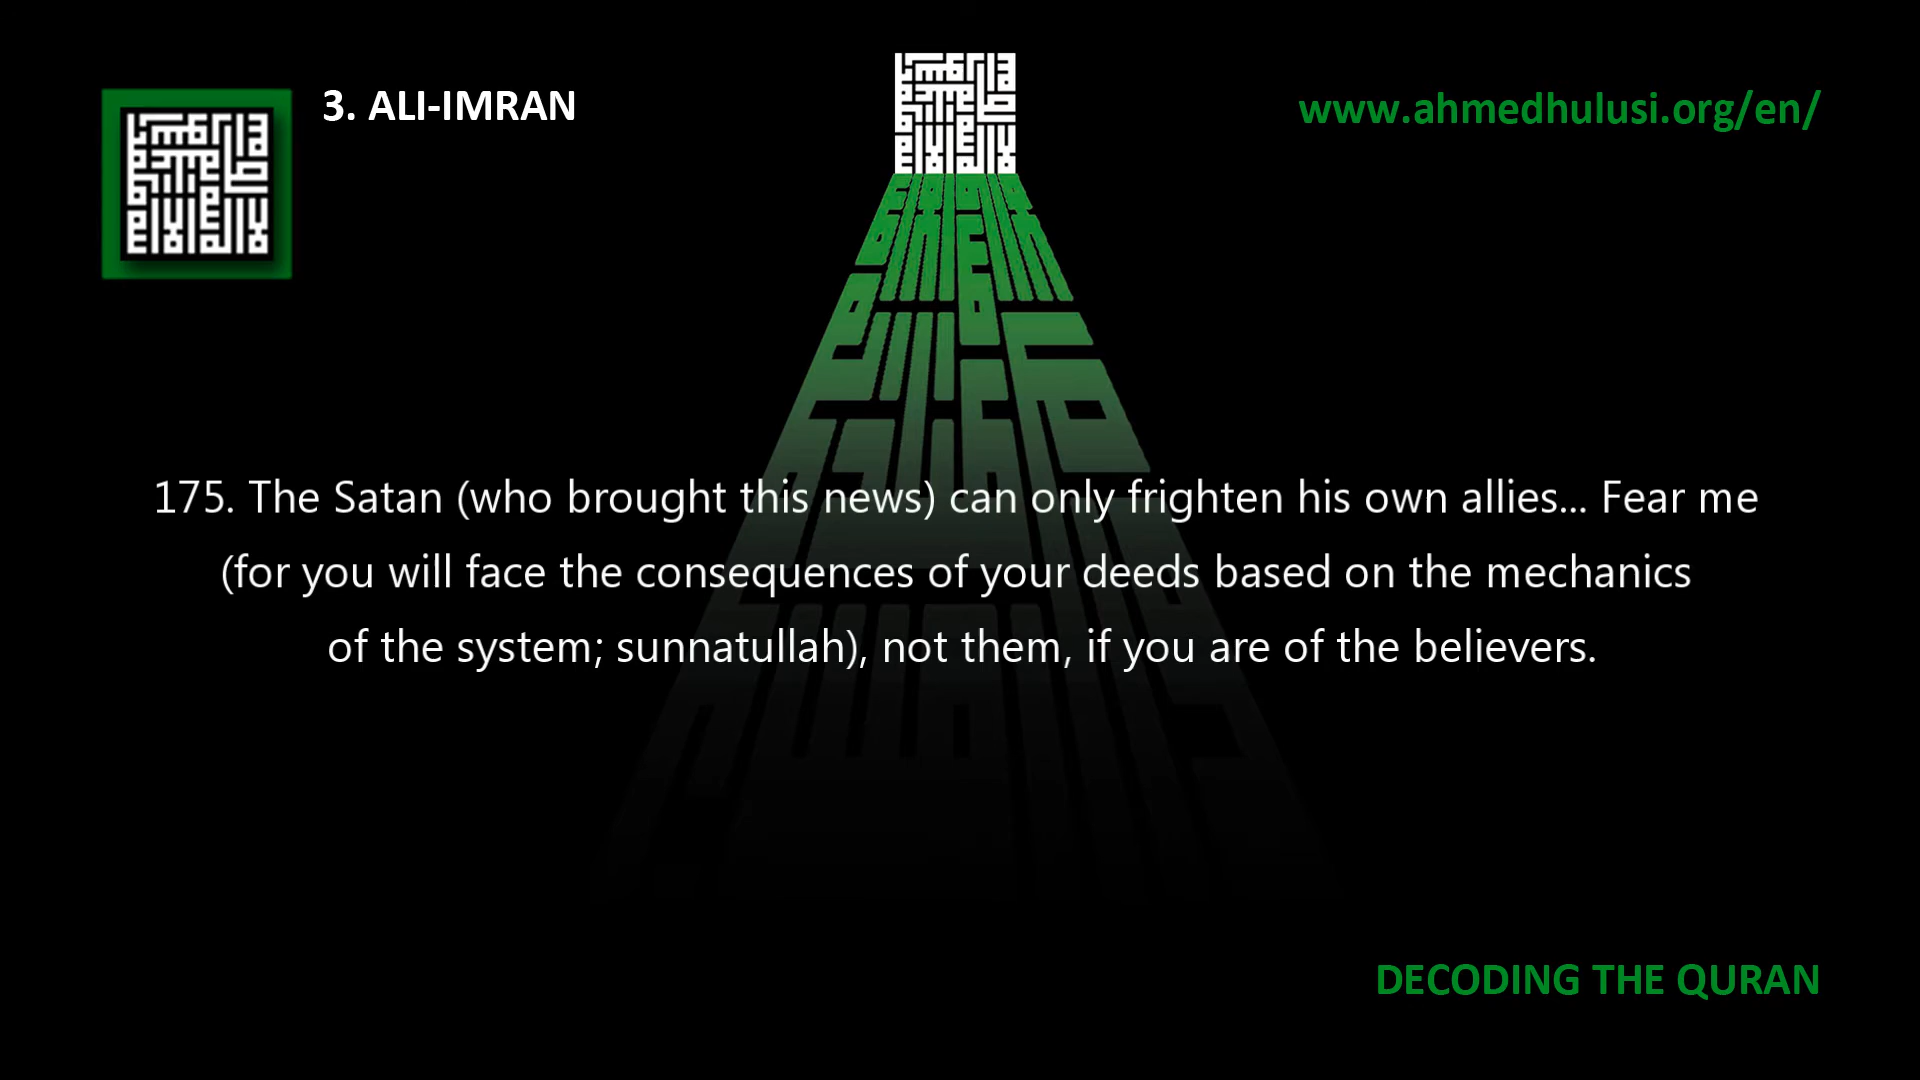 3. ALI-IMRAN
www.ahmedhulusi.org/en/
175. The Satan (who brought this news) can only frighten his own allies... Fear me
(for you will face the consequences of your deeds based on the mechanics
of the system; sunnatullah), not them, if you are of the believers.
DECODING THE QURAN